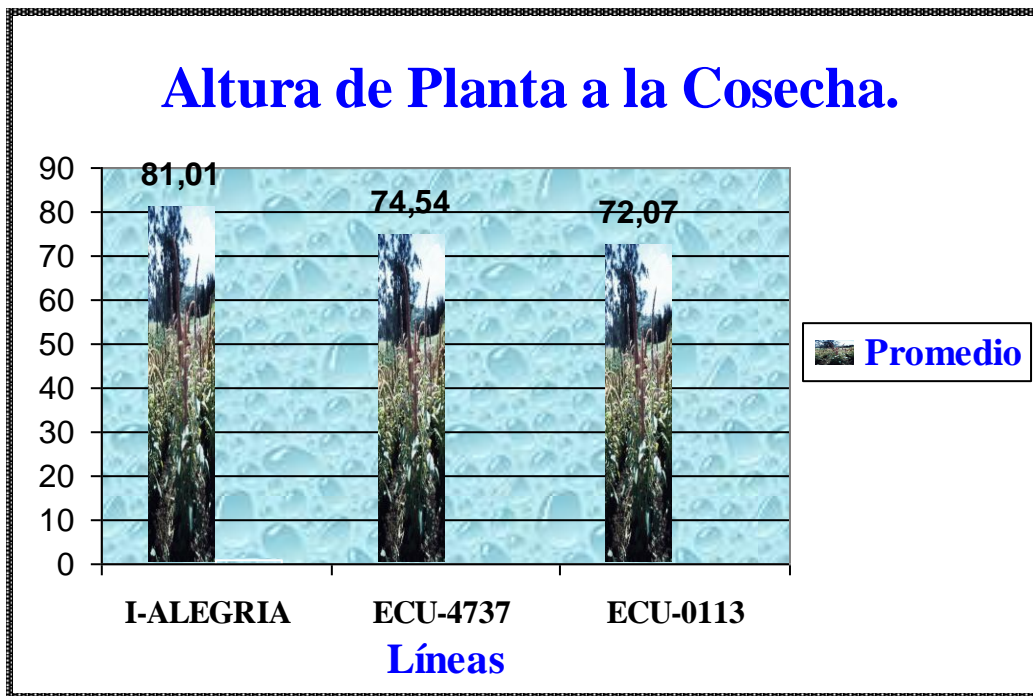 Altura de Planta a la Cosecha.
90
80
70
60
50
40
30
20
10
0
81,01
74,54
72,07
I-ALEGRIA
ECU-4737
ECU-0113
Líneas
Promedio